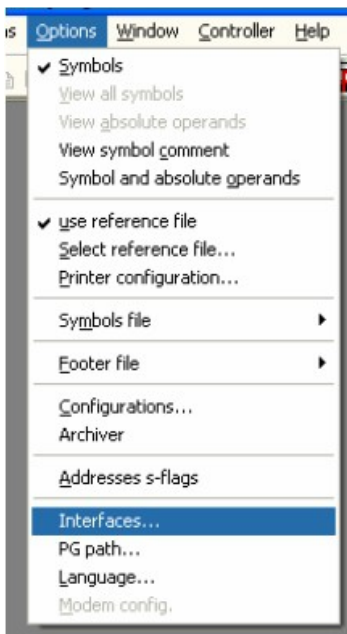 Options Window Controller Help
Symbols
View all symbols
View absolute operands
View symbol comment
Symbol and absolute operands
use reference file
Select reference file...
Printer configuration...
Symbols file
Footer file
Configurations...
Archiver
Addresses s-flags
Interfaces...
PG path...
Language...
Modem config.